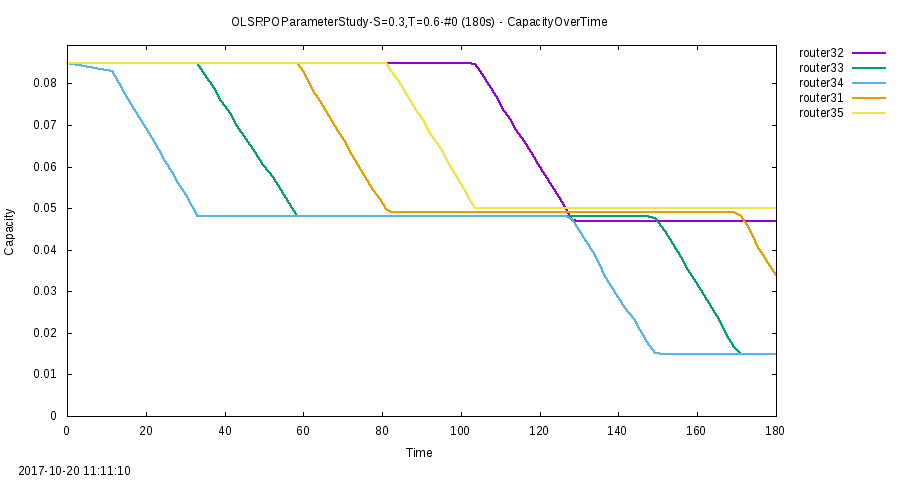 OLSRPOParameterStudy-S=0.3,T=0.6-#0 (180s) - CapacityOverTime
router32
router33
router34
router31
router35
0.08
0.07
0.06
0.05
0.04
0.03
0.02
0.01
0
Capacity
0 20 40 60 80 100 120 140 160 180
Time
2017-10-20 11:11:10